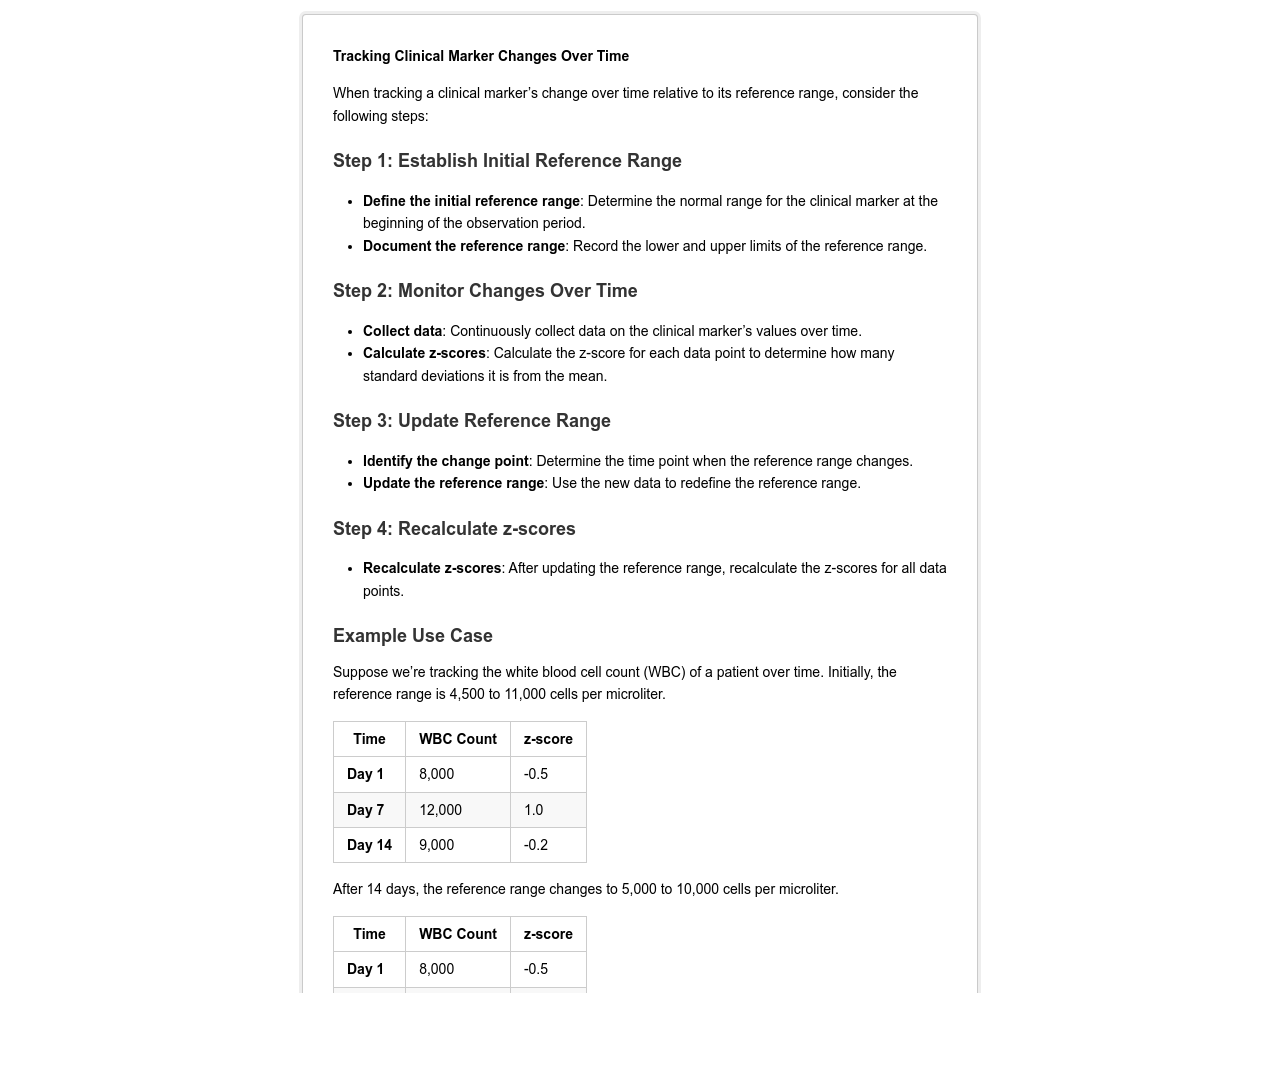 Tracking Clinical Marker Changes Over Time
When tracking a clinical marker’s change over time relative to its reference range, consider the
following steps:
Step 1: Establish Initial Reference Range
• Define the initial reference range: Determine the normal range for the clinical marker at the
beginning of the observation period.
• Document the reference range: Record the lower and upper limits of the reference range.
Step 2: Monitor Changes Over Time
• Collect data: Continuously collect data on the clinical marker’s values over time.
• Calculate z-scores: Calculate the z-score for each data point to determine how many
standard deviations it is from the mean.
Step 3: Update Reference Range
• Identify the change point: Determine the time point when the reference range changes.
• Update the reference range: Use the new data to redefine the reference range.
Step 4: Recalculate z-scores
• Recalculate z-scores: After updating the reference range, recalculate the z-scores for all data
points.
Example Use Case
Suppose we’re tracking the white blood cell count (WBC) of a patient over time. Initially, the
reference range is 4,500 to 11,000 cells per microliter.
Time WBC Count z-score
Day 1 8,000 -0.5
Day 7 12,000 1.0
Day 14 9,000 -0.2
After 14 days, the reference range changes to 5,000 to 10,000 cells per microliter.
Time WBC Count z-score
Day 1 8,000 -0.5